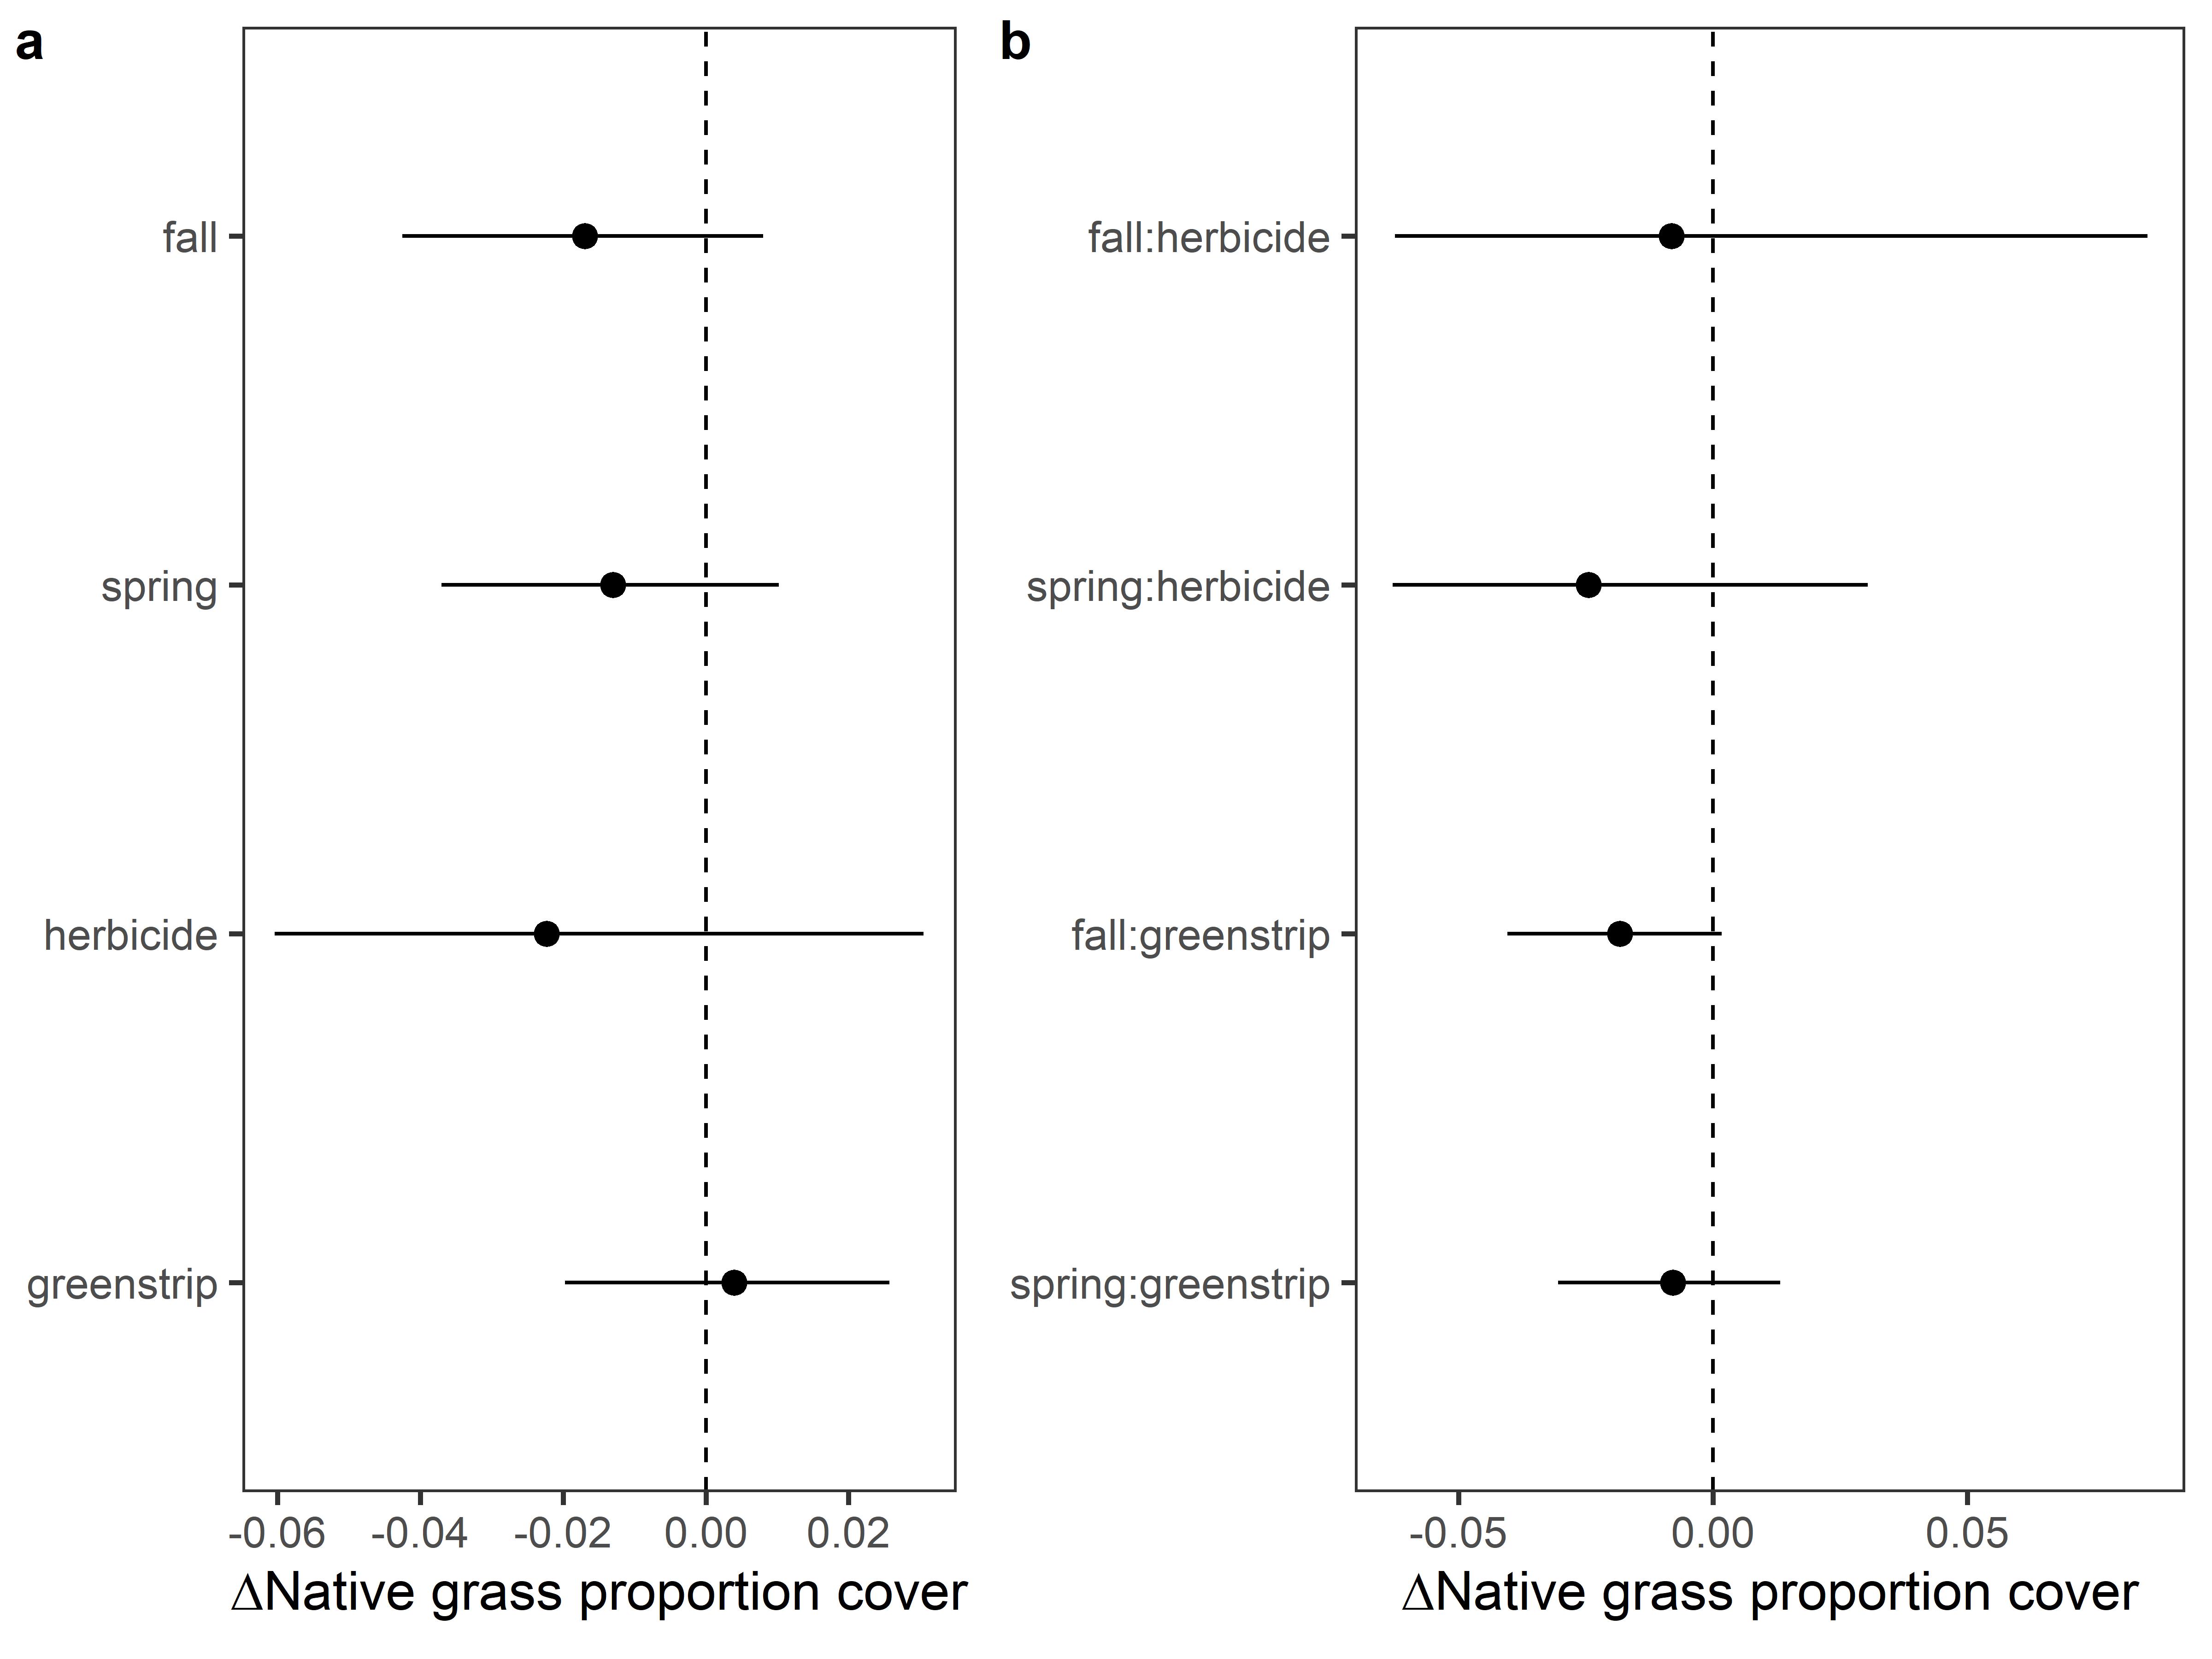 a
fall
spring
herbicide
greenstrip
-0.06 -0.04 -0.02 0.00 0.02
ΔNative grass proportion cover
b
fall:herbicide
spring:herbicide
fall:greenstrip
spring:greenstrip
-0.05 0.00 0.05
ΔNative grass proportion cover